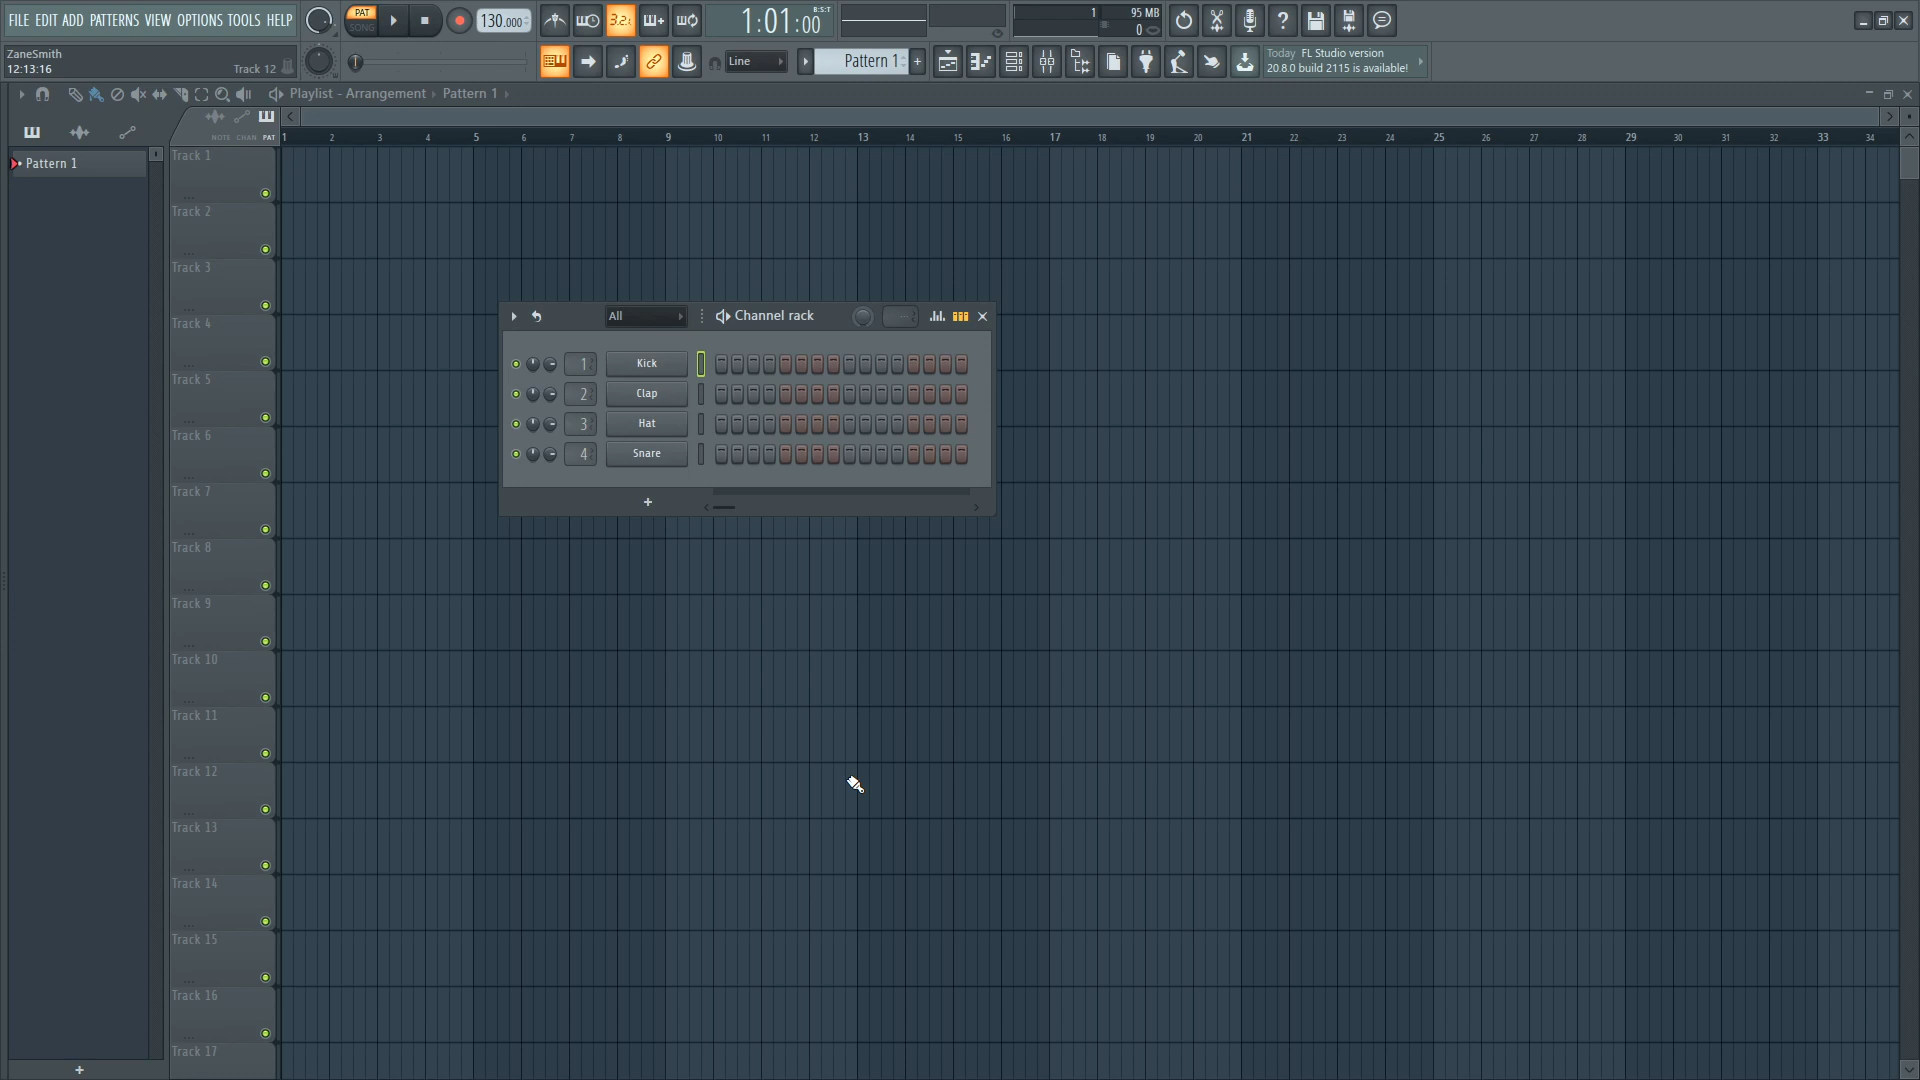 FILE EDIT ADD PATTERNS VIEW OPTIONS TOOLS HELP
PAT
SONG
130.000
3.2.
1:01:00
B:S:T
1
95 MB
0
ZaneSmith
12:13:16
Track 12
Line
Pattern 1
+
Today FL Studio version
20.8.0 build 2115 is available!
Playlist - Arrangement › Pattern 1 ›
NOTE CHAN PAT
1 2 3 4 5 6 7 8 9 10 11 12 13 14 15 16 17 18 19 20 21 22 23 24 25 26 27 28 29 30 31 32 33 34
Pattern 1
Track 1
Track 2
Track 3
Track 4
Track 5
Track 6
Track 7
Track 8
Track 9
Track 10
Track 11
Track 12
Track 13
Track 14
Track 15
Track 16
Track 17
All
Channel rack
1 Kick
2 Clap
3 Hat
4 Snare
+
+